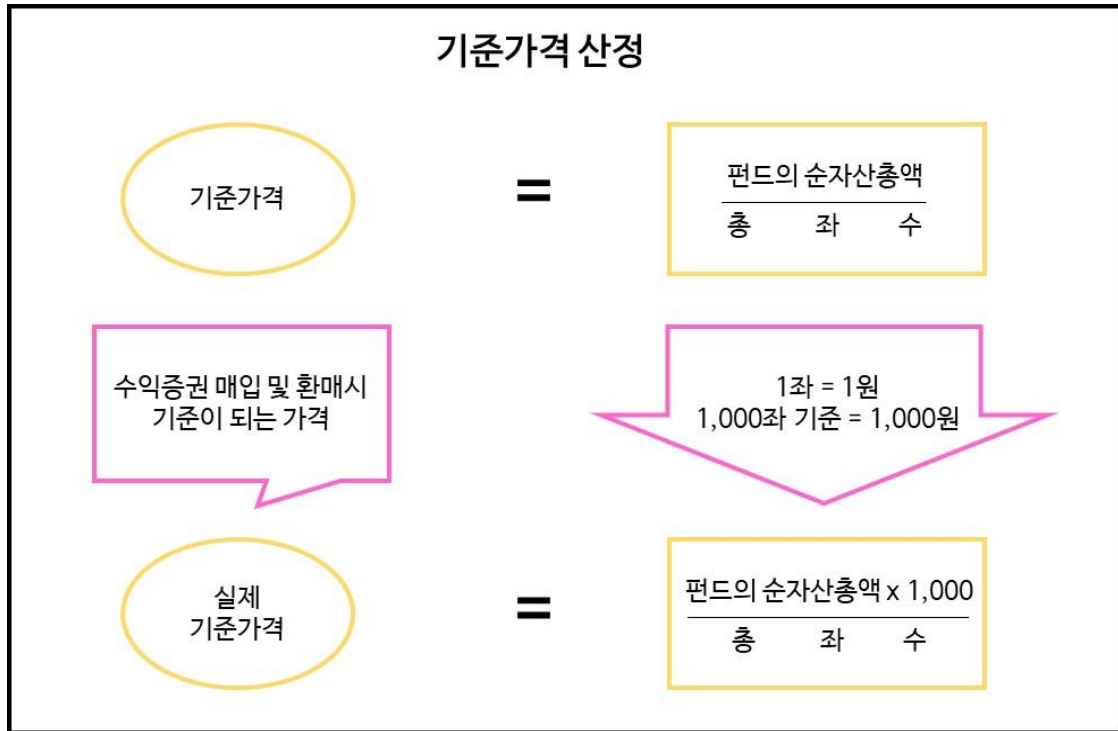 기준가격 산정
기준가격
=
펀드의 순자산총액
총 좌 수
수익증권 매입 및 환매시
기준이 되는 가격
1좌 = 1원
1,000좌 기준 = 1,000원
실제
기준가격
=
펀드의 순자산총액 x 1,000
총 좌 수